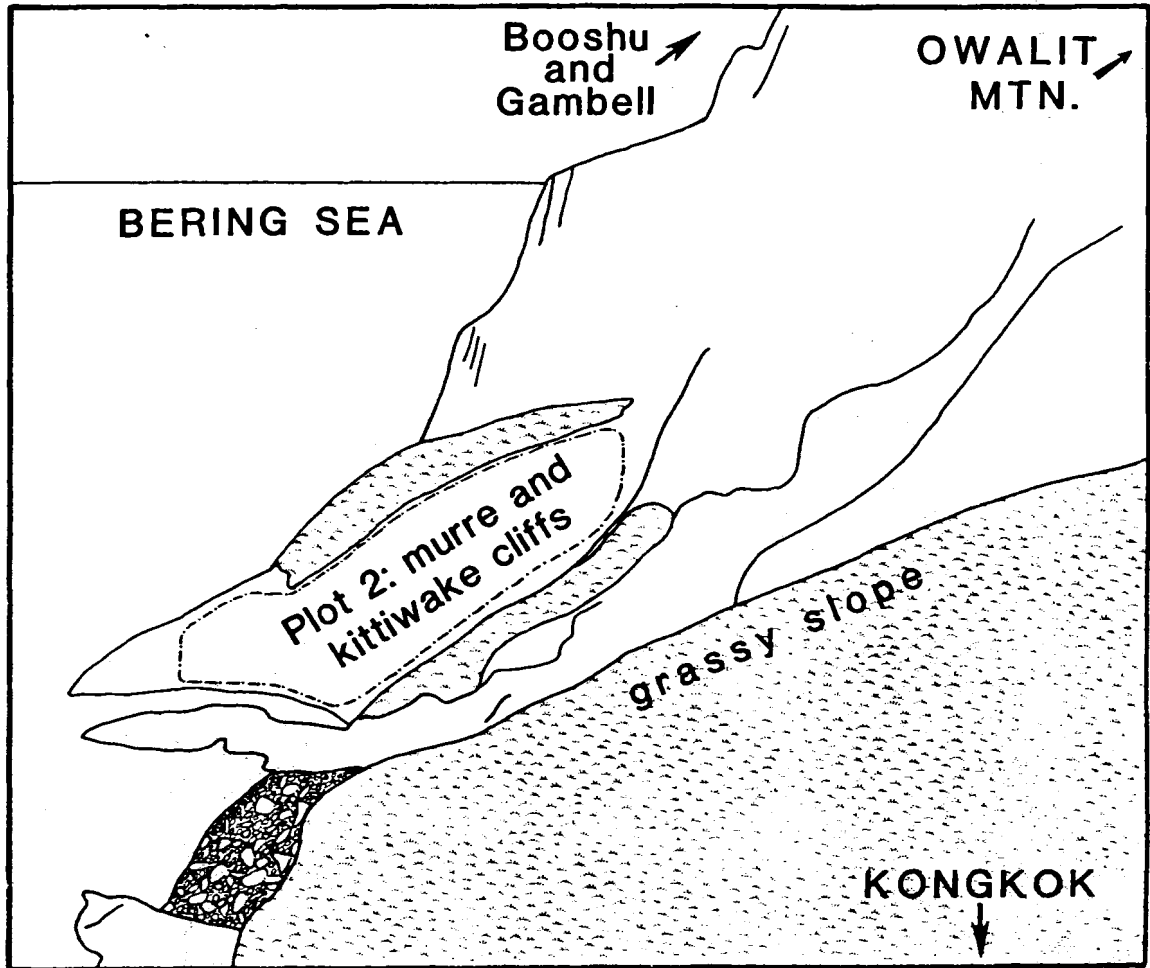 Booshu
and
Gambell
OWALIT
MTN.
BERING SEA
Plot 2: murre and
kittiwake cliffs
grassy slope
KONGKOK